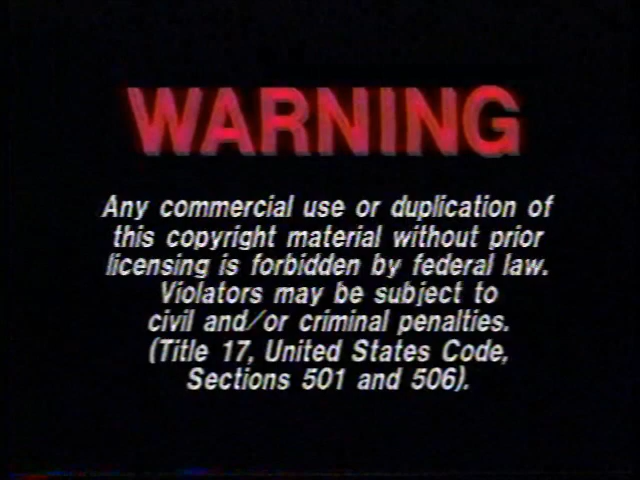 WARNING
Any commercial use or duplication of
this copyright material without prior
licensing is forbidden by federal law.
Violators may be subject to
civil and/or criminal penalties.
(Title 17, United States Code,
Sections 501 and 506).